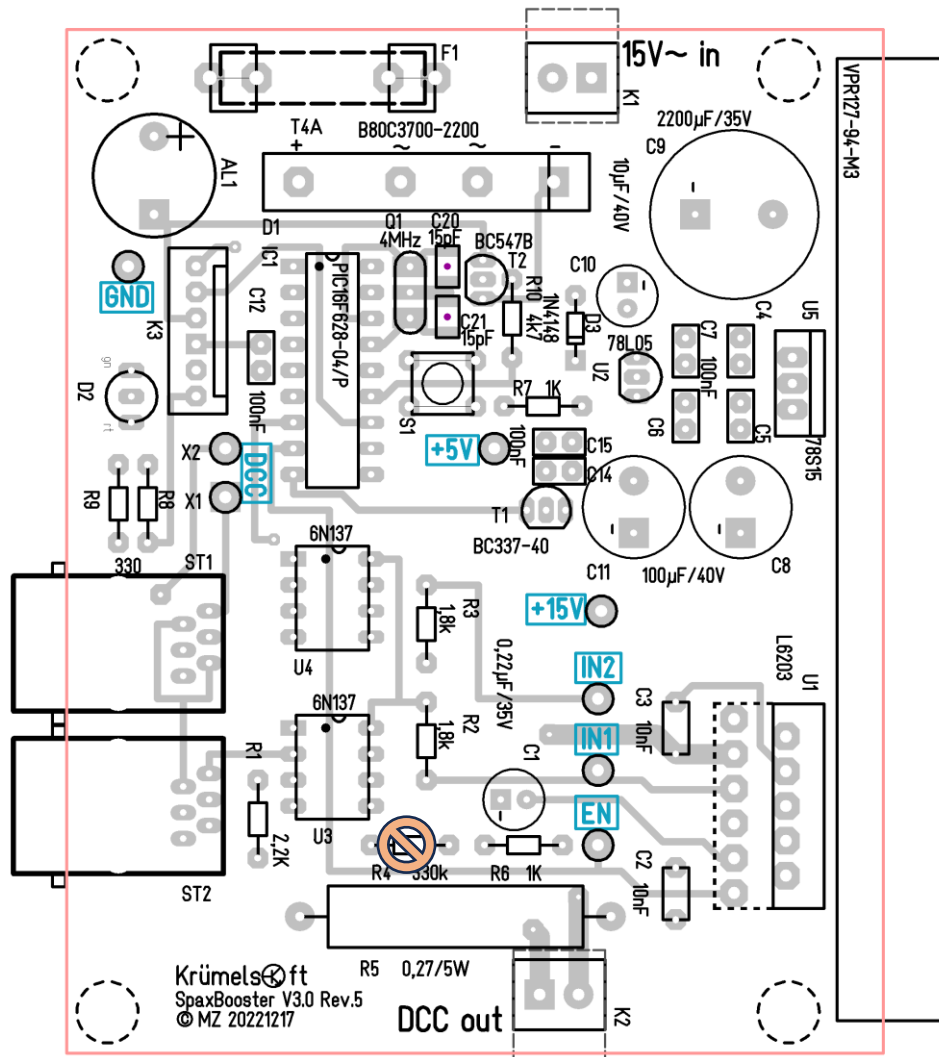 F1
15V~ in
K1
T4A
B80C3700-2200
+
~
~
-
2200µF/35V
C9
-
VPR127-94-M3
+
AL1
10µF/40V
D1
Q1
4MHz
C20
15pF
BC547B
T2
IC1
PIC16F628-04/P
C10
-
GND
K3
C12
100nF
C21
15pF
R10
4k7
1N4148
D3
78L05
U2
C7
100nF
C4
U5
gn
D2
rt
S1
R7 1K
C6
C5
78S15
X2
DCC
X1
+5V
100nF
C15
C14
R9
R8
T1
BC337-40
-
-
C11
100µF/40V
C8
330
ST1
6N137
U4
R3
1,8k
+15V
0,22µF/35V
IN2
L6203
U1
6N137
R2
1,8k
C3
10nF
IN1
C1
-
R1
2,2K
U3
EN
R4 330k
R6 1K
C2
10nF
ST2
R5 0,27/5W
Krümelsoft
SpaxBooster V3.0 Rev.5
© MZ 20221217
DCC out
K2